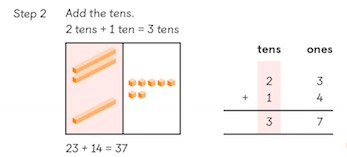 Step 2 Add the tens.
2 tens + 1 ten = 3 tens
tens ones
2 3
+ 1 4
3 7
23 + 14 = 37